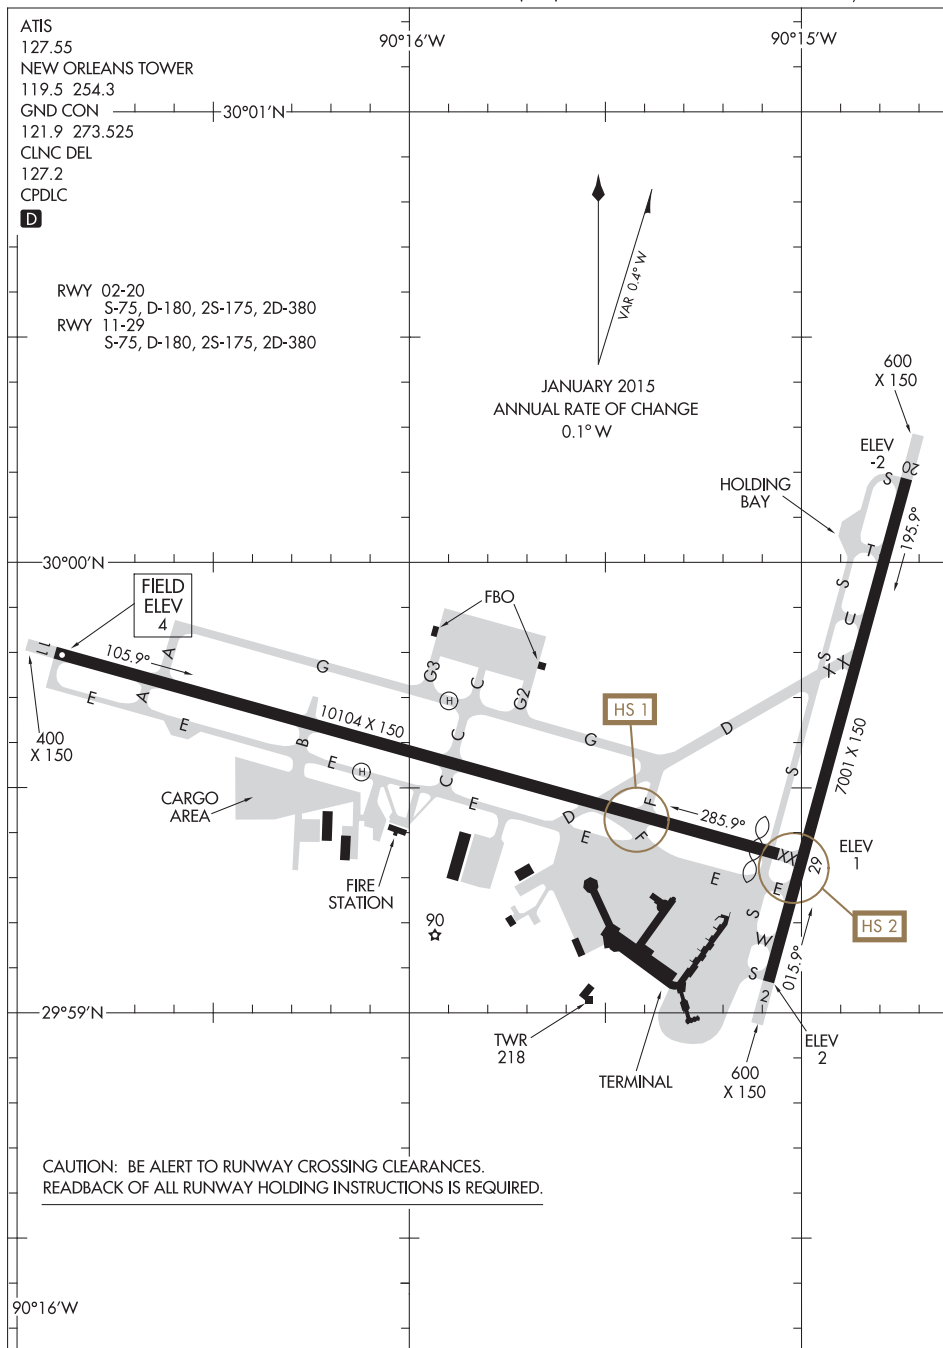 ATIS
127.55
NEW ORLEANS TOWER
119.5 254.3
GND CON
121.9 273.525
CLNC DEL
127.2
CPDLC
D
90°16'W
90°15'W
30°01'N
RWY 02-20
S-75, D-180, 2S-175, 2D-380
RWY 11-29
S-75, D-180, 2S-175, 2D-380
VAR 0.4° W
JANUARY 2015
ANNUAL RATE OF CHANGE
0.1° W
600
X 150
ELEV
-2
20
S
HOLDING
BAY
195.9°
T
30°00'N
S
U
S
X
X
FIELD
ELEV
4
11
105.9°
A
G
FBO
G3
C
G2
H
400
X 150
E
A
E
B
E
H
10104 X 150
C
C
E
HS 1
G
D
S
7001 X 150
CARGO
AREA
D
E
F
F
285.9°
XX
29
ELEV
1
E
E
FIRE
STATION
90
S
W
S
HS 2
015.9°
2
29°59'N
TWR
218
TERMINAL
ELEV
2
600
X 150
CAUTION: BE ALERT TO RUNWAY CROSSING CLEARANCES.
READBACK OF ALL RUNWAY HOLDING INSTRUCTIONS IS REQUIRED.
90°16'W